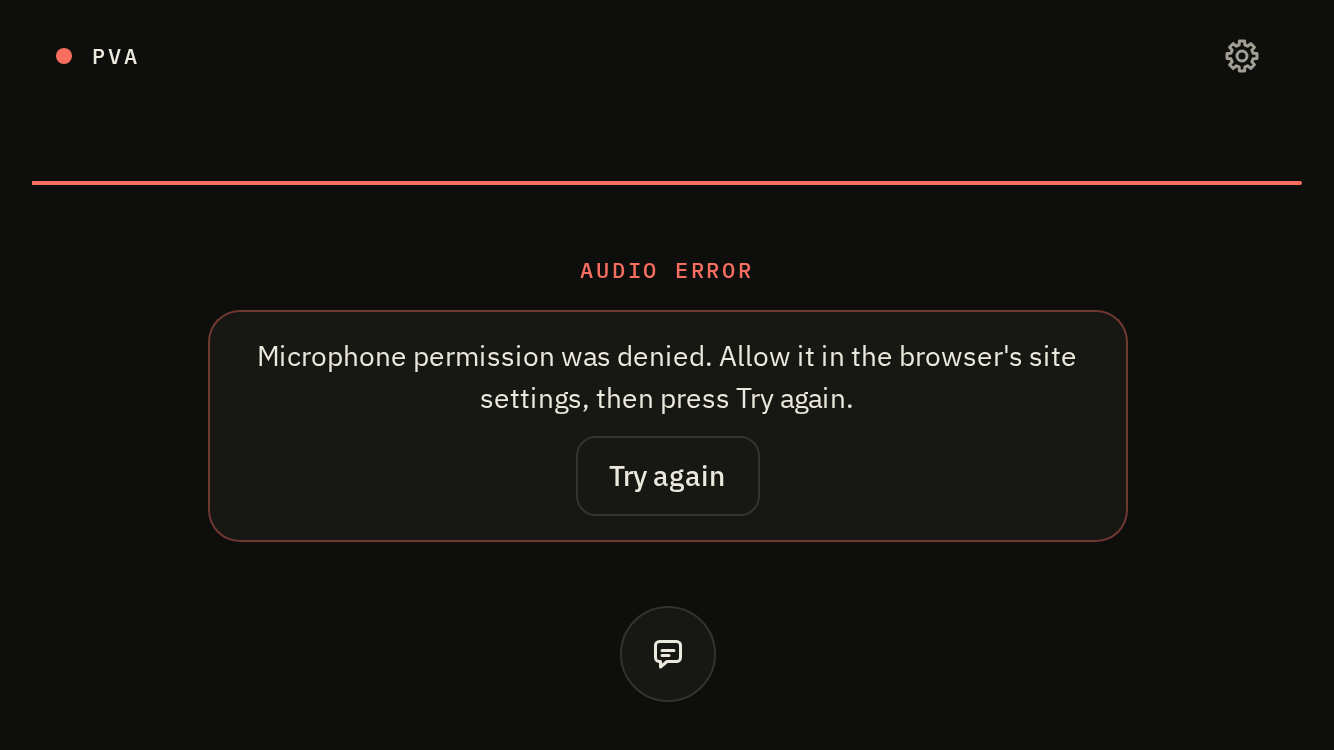 PVA
AUDIO ERROR
Microphone permission was denied. Allow it in the browser's site
settings, then press Try again.
Try again